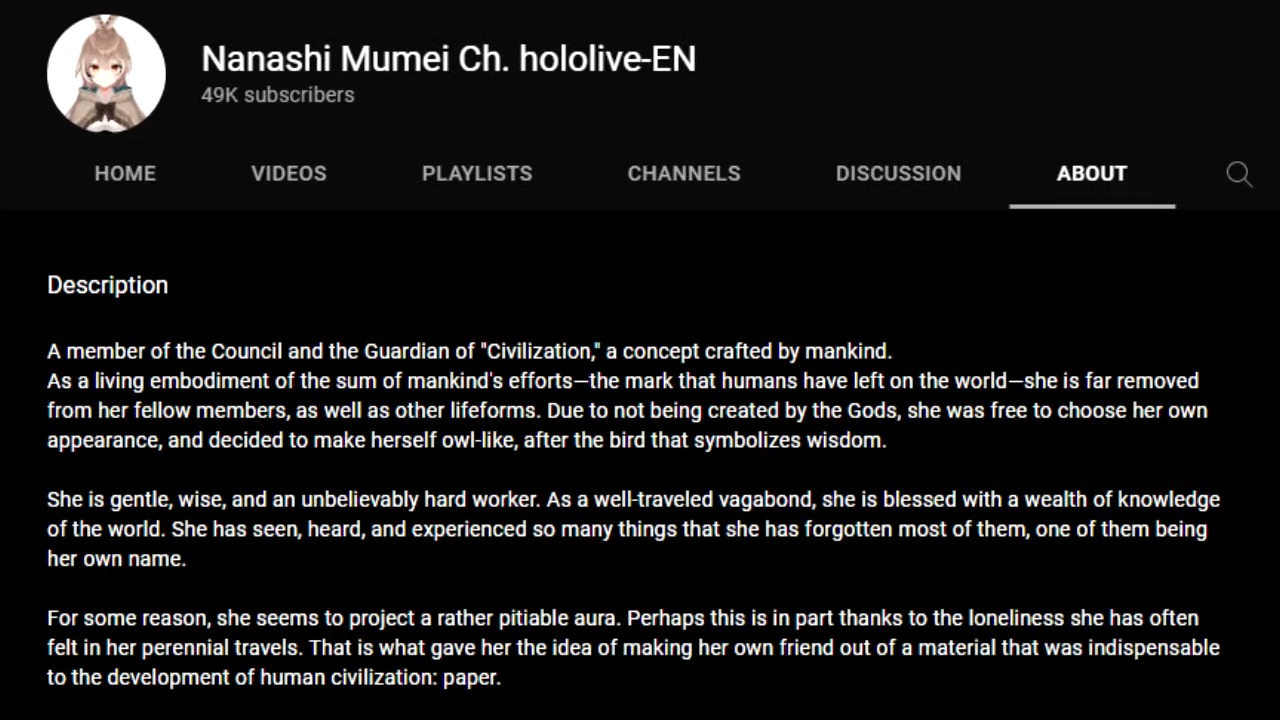 Nanashi Mumei Ch. hololive-EN
49K subscribers
HOME VIDEOS PLAYLISTS CHANNELS DISCUSSION ABOUT
Description
A member of the Council and the Guardian of "Civilization," a concept crafted by mankind.
As a living embodiment of the sum of mankind's efforts—the mark that humans have left on the world—she is far removed
from her fellow members, as well as other lifeforms. Due to not being created by the Gods, she was free to choose her own
appearance, and decided to make herself owl-like, after the bird that symbolizes wisdom.
She is gentle, wise, and an unbelievably hard worker. As a well-traveled vagabond, she is blessed with a wealth of knowledge
of the world. She has seen, heard, and experienced so many things that she has forgotten most of them, one of them being
her own name.
For some reason, she seems to project a rather pitiable aura. Perhaps this is in part thanks to the loneliness she has often
felt in her perennial travels. That is what gave her the idea of making her own friend out of a material that was indispensable
to the development of human civilization: paper.